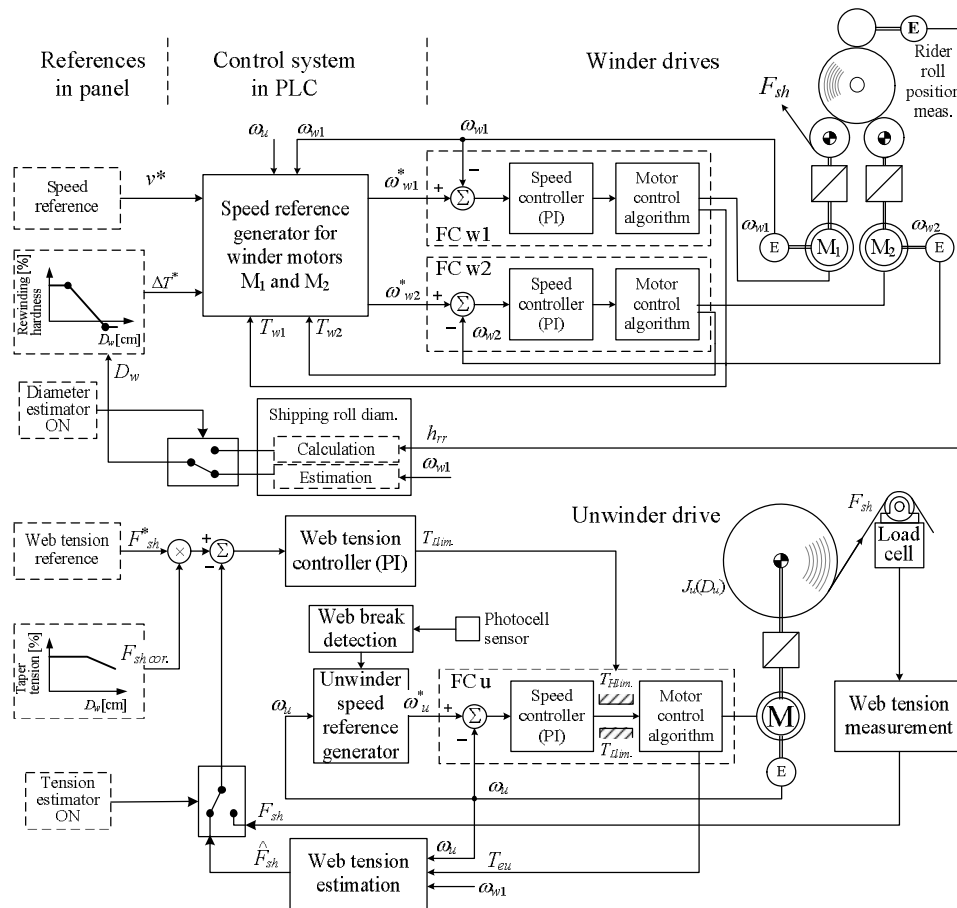 References
in panel
Control system
in PLC
Winder drives
E
Rider
roll
position
meas.
F_sh
ω_u
ω_w1
ω_w1
Speed
reference
v*
Speed reference
generator for
winder motors
M₁ and M₂
ω*_w1
+
−
Σ
Speed
controller
(PI)
Motor
control
algorithm
FC w1
ω_w1
E
M₁
M₂
ω_w2
E
Rewinding [%]
hardness
D_w [cm]
ΔT*
ω*_w2
FC w2
+
−
Σ
ω_w2
Speed
controller
(PI)
Motor
control
algorithm
T_w1
T_w2
D_w
Diameter
estimator
ON
Shipping roll diam.
Calculation
Estimation
h_rr
ω_w1
Unwinder drive
F_sh
Load
cell
J_u(D_u)
Web tension
reference
F*_sh
×
+
−
Σ
Web tension
controller (PI)
T_Llim.
Web break
detection
Photocell
sensor
Taper
tension [%]
D_w [cm]
F_sh cor.
ω_u
Unwinder
speed
reference
generator
ω*_u
+
−
Σ
FC u
Speed
controller
(PI)
T_Hlim.
T_Llim.
Motor
control
algorithm
M
E
Web tension
measurement
ω_u
Tension
estimator
ON
F_sh
F̂_sh
Web tension
estimation
ω_u
T_eu
ω_w1